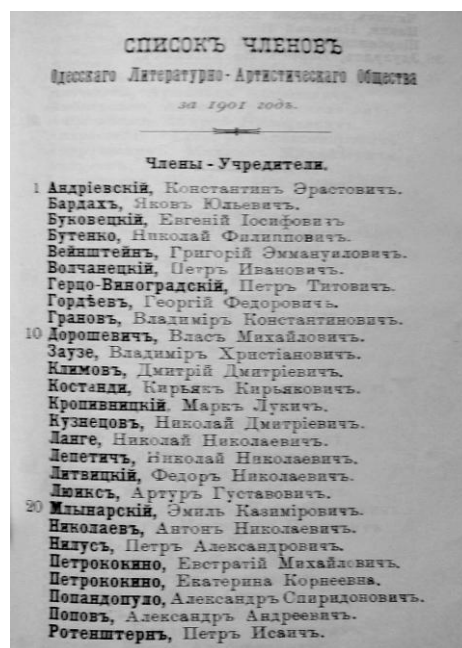 СПИСОКЪ ЧЛЕНОВЪ
Одесскаго Литературно-Артистическаго Общества
за 1901 годъ.
Члены-Учредители.
1 Андріевскій, Константинъ Эрастовичъ.
Бардахъ, Яковъ Юльевичъ.
Буковецкій, Евгеній Іосифовичъ
Бутенко, Николай Филипповичъ.
Вейнштейнъ, Григорій Эммануиловичъ.
Волчанецкій, Петръ Ивановичъ.
Герцо-Виноградскій, Петръ Титовичъ.
Гордѣевъ, Георгій Федоровичъ.
Грановъ, Владиміръ Константиновичъ.
10 Дорошевичъ, Власъ Михайловичъ.
Заузе, Владиміръ Христіановичъ.
Климовъ, Дмитрій Дмитріевичъ.
Костанди, Кирьякъ Кирьяковичъ.
Кропивницкій. Маркъ Лукичъ.
Кузнецовъ, Николай Дмитріевичъ.
Ланге, Николай Николаевичъ.
Лепетичъ, Николай Николаевичъ.
Литвицкій, Федоръ Николаевичъ.
Люиксъ, Артуръ Густавовичъ.
20 Млынарскій, Эмиль Казиміровичъ.
Николаевъ, Антонъ Николаевичъ.
Нилусъ, Петръ Александровичъ.
Петрококино, Евстратій Михайловичъ.
Петрококино, Екатерина Корнеевна.
Попандопуло, Александръ Спиридоновичъ.
Поповъ, Александръ Андреевичъ.
Ротенштернъ, Петръ Исаичъ.